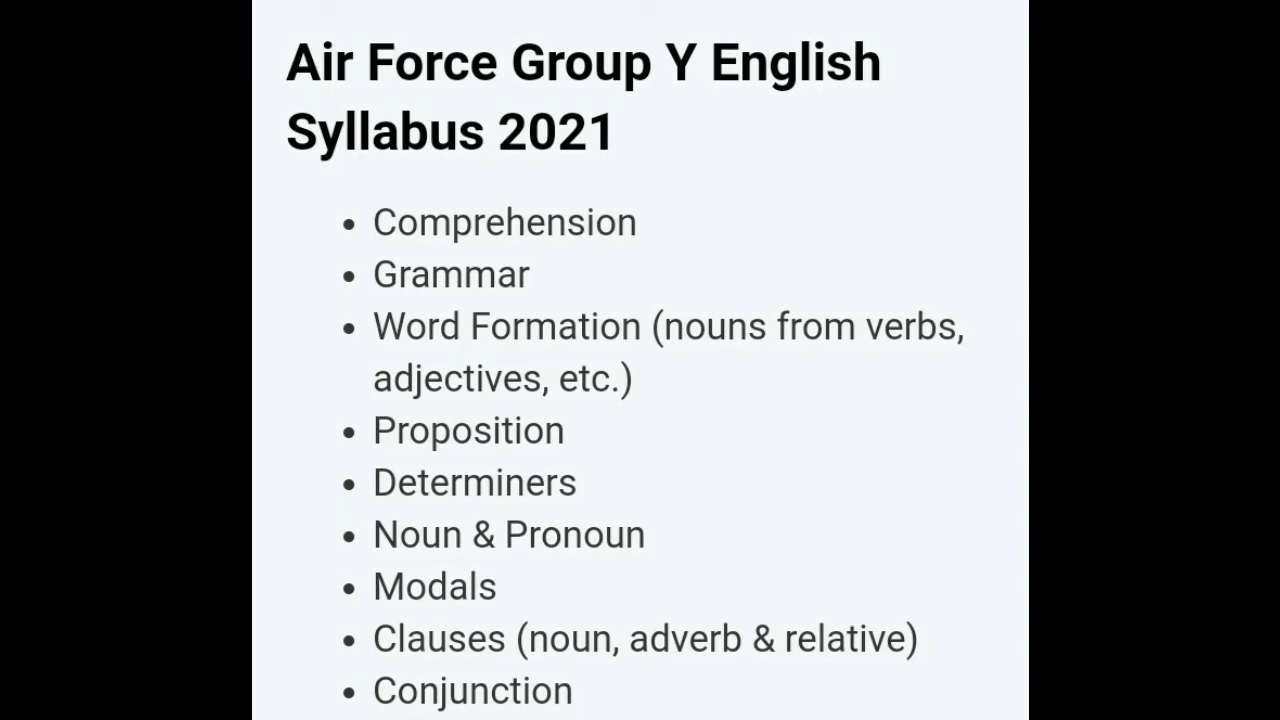 Air Force Group Y English
Syllabus 2021
• Comprehension
• Grammar
• Word Formation (nouns from verbs,
adjectives, etc.)
• Proposition
• Determiners
• Noun & Pronoun
• Modals
• Clauses (noun, adverb & relative)
• Conjunction